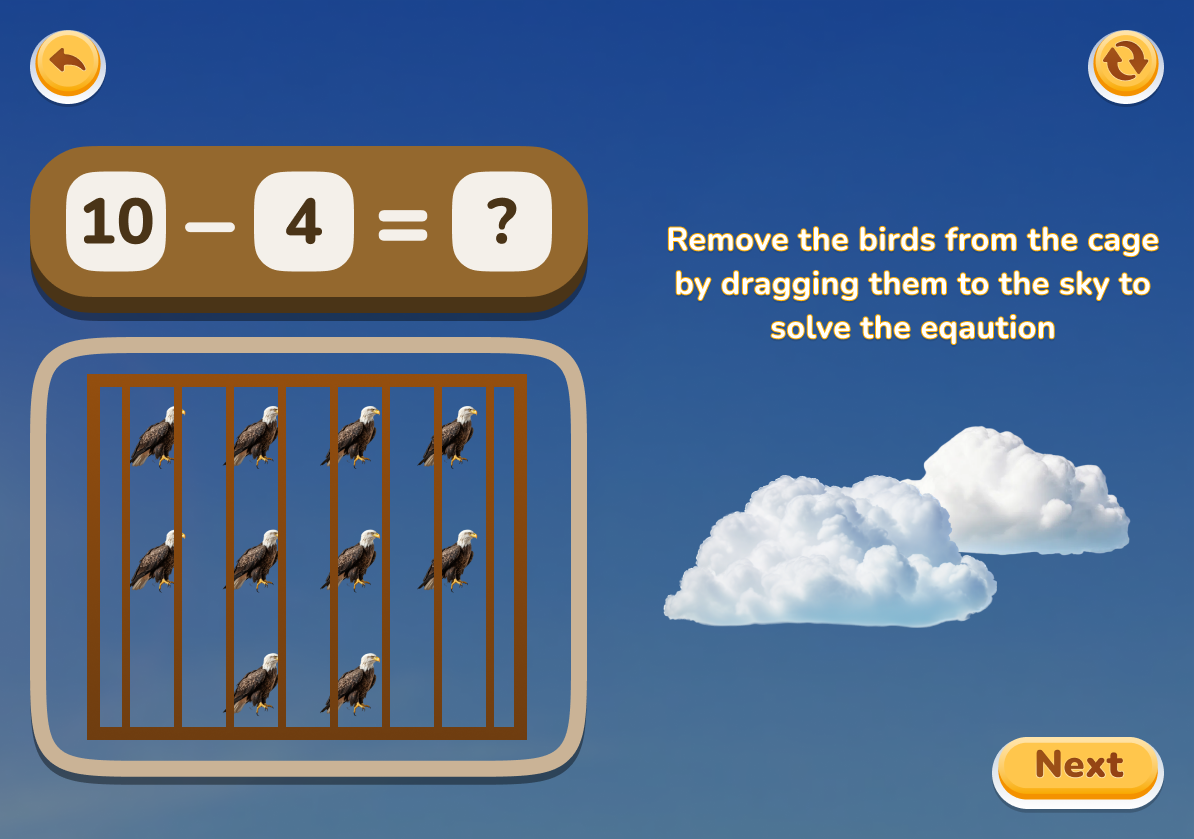 10 – 4 = ?
Remove the birds from the cage
by dragging them to the sky to
solve the eqaution
Next